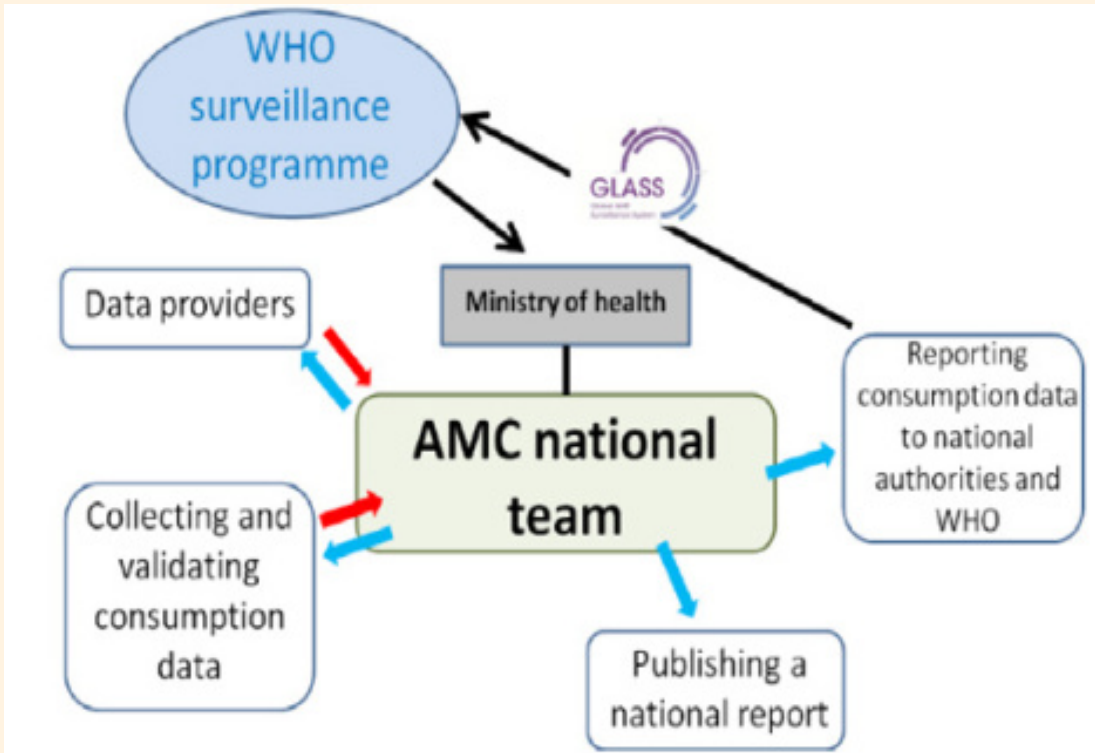 WHO
surveillance
programme
GLASS
Data providers
Ministry of health
Reporting
consumption data
to national
authorities and
WHO
AMC national
team
Collecting and
validating
consumption
data
Publishing a
national report